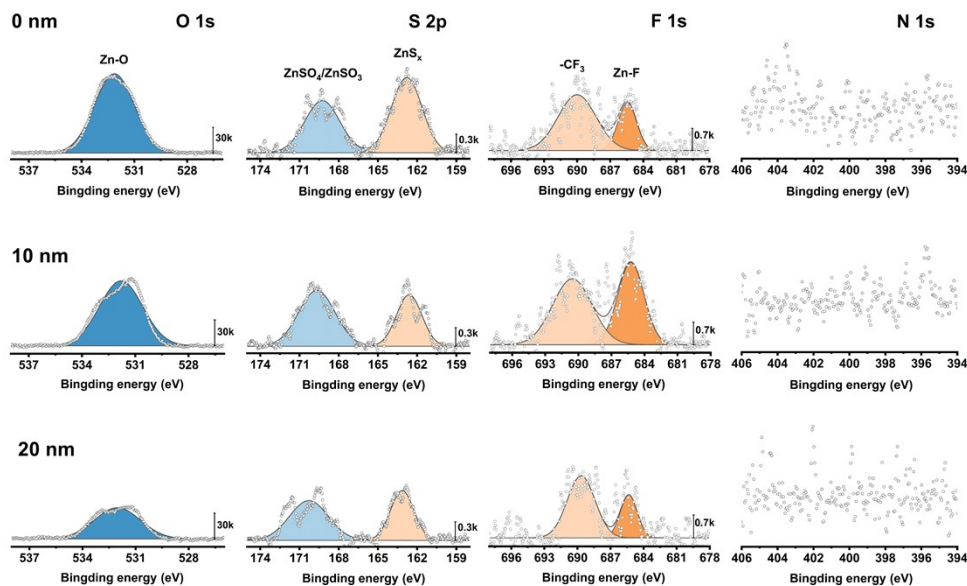 0 nm O 1s S 2p F 1s N 1s
Zn-O ZnSO4/ZnSO3 ZnSx -CF3 Zn-F
30k 0.3k 0.7k
537 534 531 528 174 171 168 165 162 159 696 693 690 687 684 681 678 406 404 402 400 398 396 394
Bingding energy (eV) Bingding energy (eV) Bingding energy (eV) Bingding energy (eV)
10 nm
30k 0.3k 0.7k
537 534 531 528 174 171 168 165 162 159 696 693 690 687 684 681 678 406 404 402 400 398 396 394
Bingding energy (eV) Bingding energy (eV) Bingding energy (eV) Bingding energy (eV)
20 nm
30k 0.3k 0.7k
537 534 531 528 174 171 168 165 162 159 696 693 690 687 684 681 678 406 404 402 400 398 396 394
Bingding energy (eV) Bingding energy (eV) Bingding energy (eV) Bingding energy (eV)